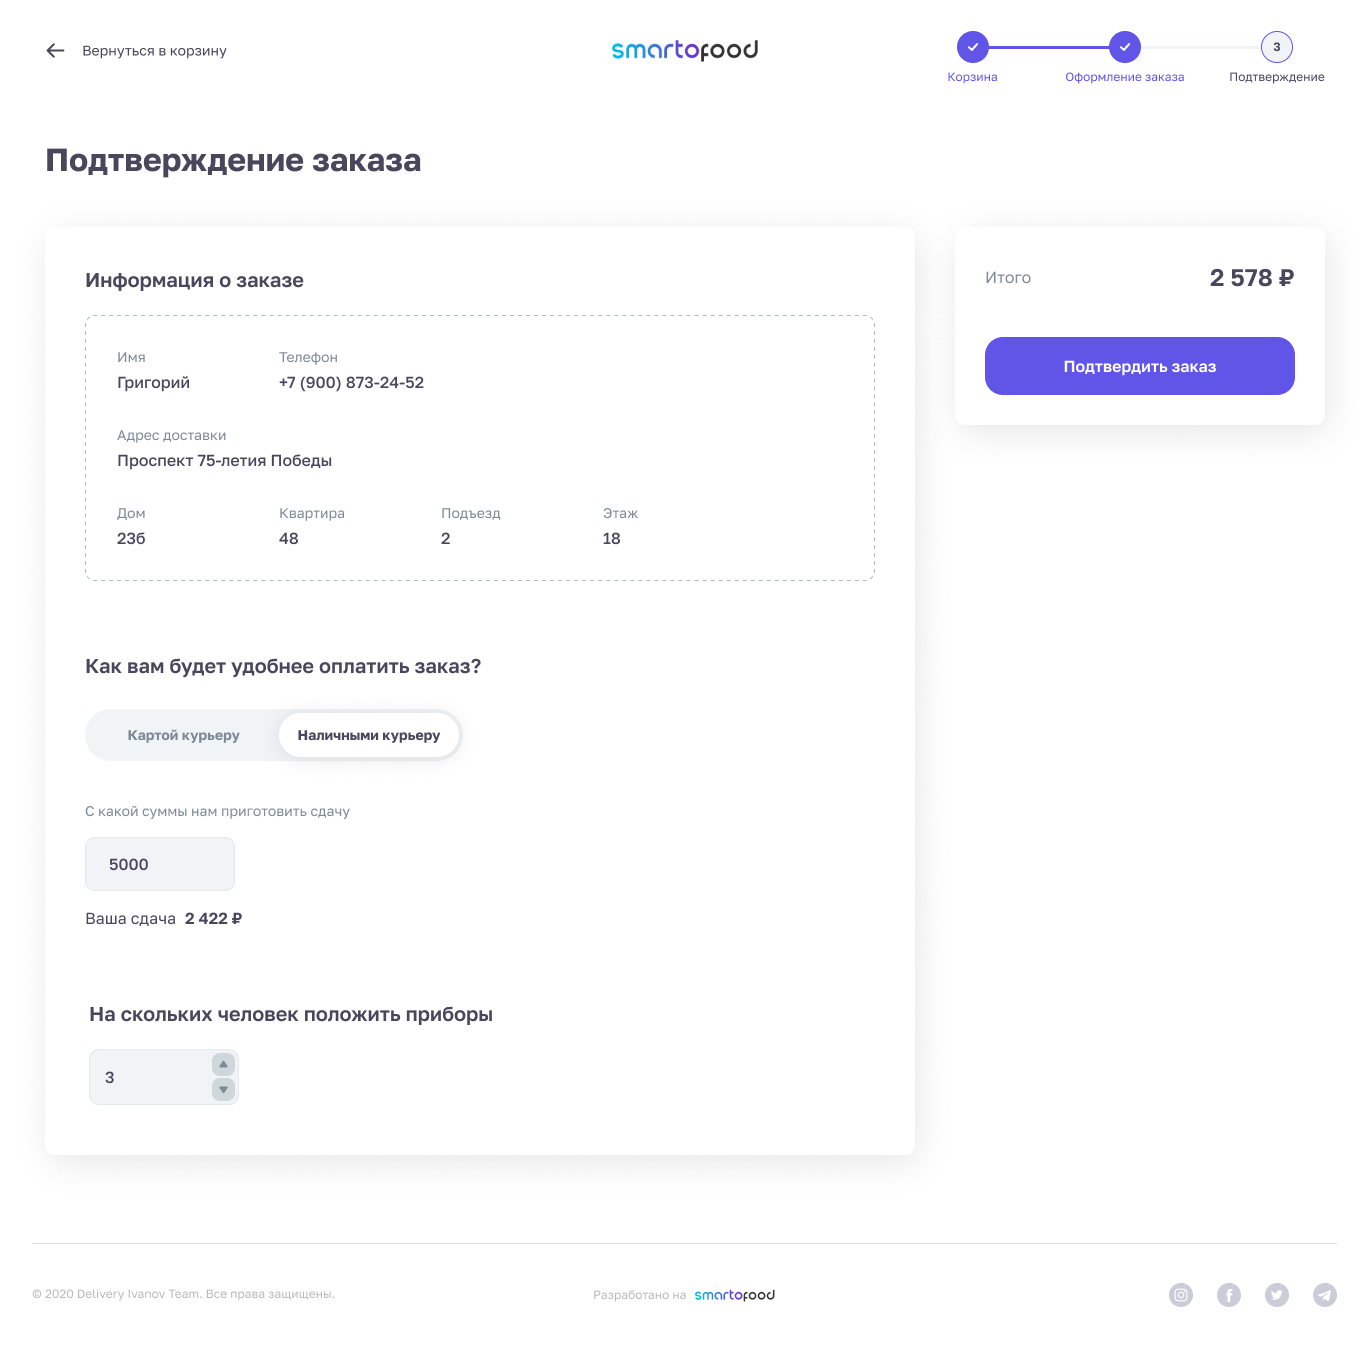 Вернуться в корзину
smartofood
3
Корзина
Оформление заказа
Подтверждение
Подтверждение заказа
Информация о заказе
Имя
Телефон
Григорий
+7 (900) 873-24-52
Адрес доставки
Проспект 75-летия Победы
Дом
Квартира
Подъезд
Этаж
23б
48
2
18
Итого
2 578 ₽
Подтвердить заказ
Как вам будет удобнее оплатить заказ?
Картой курьеру
Наличными курьеру
С какой суммы нам приготовить сдачу
5000
Ваша сдача 2 422 ₽
На скольких человек положить приборы
3
© 2020 Delivery Ivanov Team. Все права защищены.
Разработано на smartofood